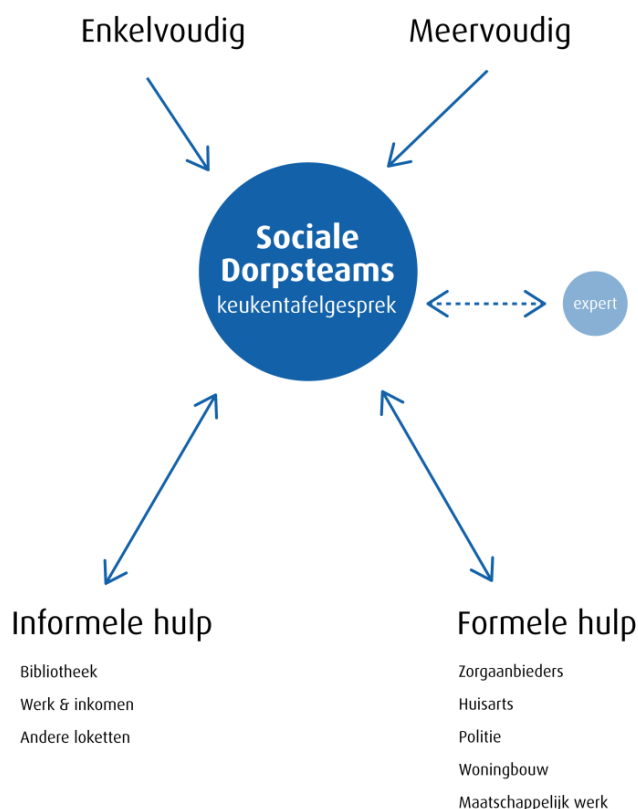 Enkelvoudig
Meervoudig
Sociale
Dorpsteams
keukentafelgesprek
expert
Informele hulp
Bibliotheek
Werk & inkomen
Andere loketten
Formele hulp
Zorgaanbieders
Huisarts
Politie
Woningbouw
Maatschappelijk werk